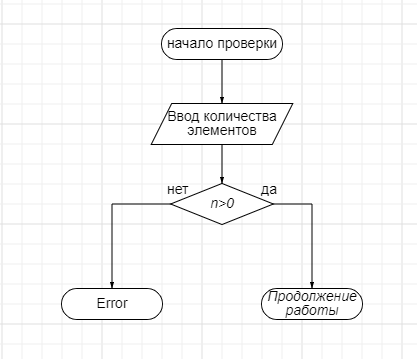 начало проверки
Ввод количества
элементов
нет
да
n>0
Error
Продолжение
работы